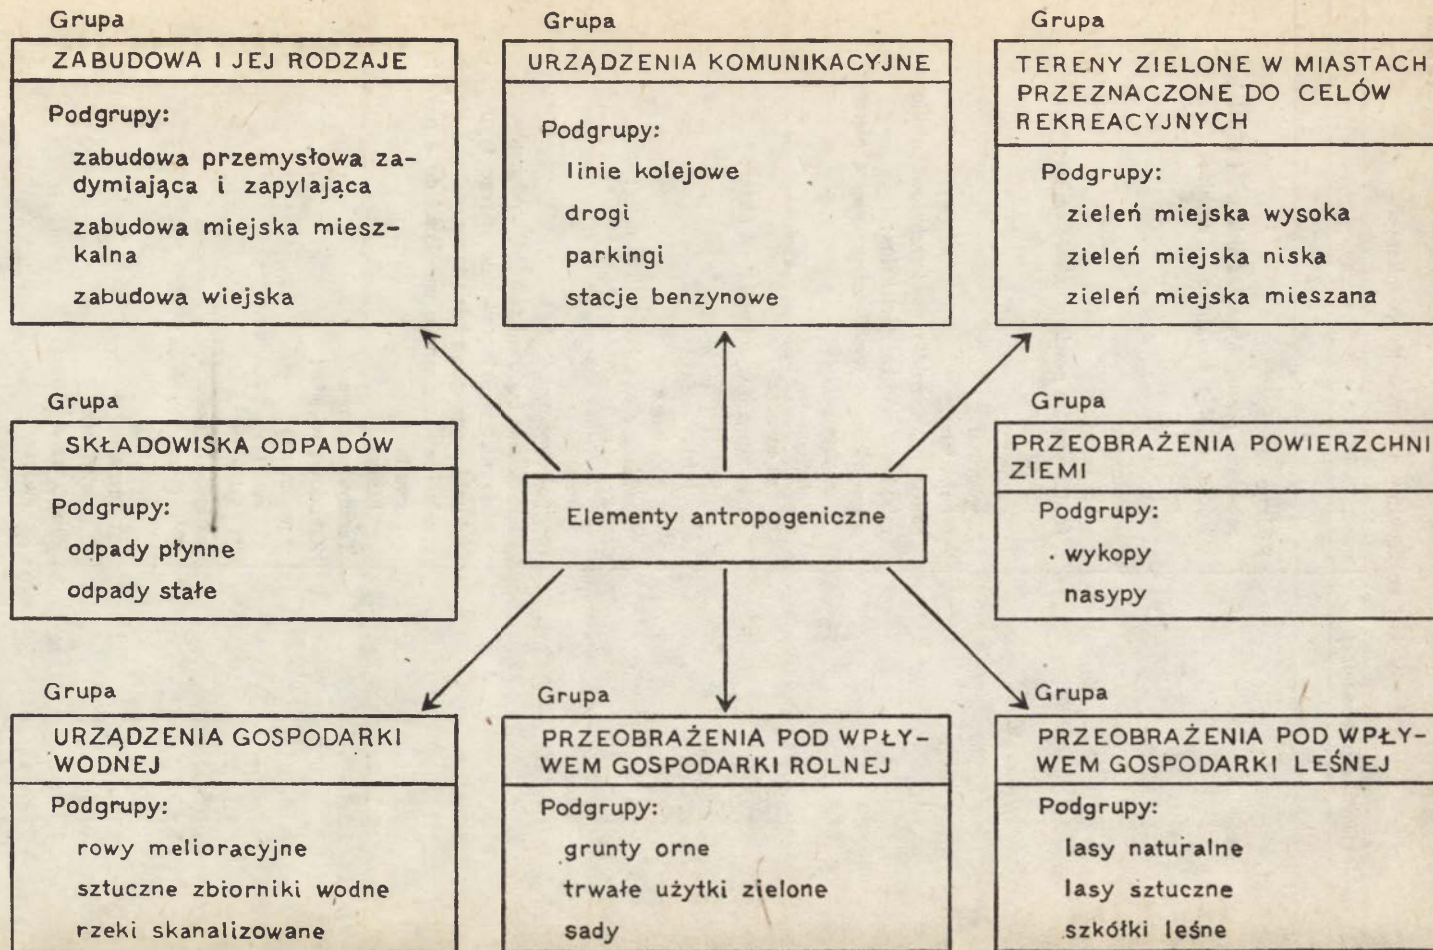 Grupa
ZABUDOWA I JEJ RODZAJE
Podgrupy:
zabudowa przemysłowa za-
dymiająca i zapylająca
zabudowa miejska miesz-
kalna
zabudowa wiejska
Grupa
URZĄDZENIA KOMUNIKACYJNE
Podgrupy:
linie kolejowe
drogi
parkingi
stacje benzynowe
Grupa
TERENY ZIELONE W MIASTACH
PRZEZNACZONE DO CELÓW
REKREACYJNYCH
Podgrupy:
zieleń miejska wysoka
zieleń miejska niska
zieleń miejska mieszana
Grupa
SKŁADOWISKA ODPADÓW
Podgrupy:
odpady płynne
odpady stałe
Elementy antropogeniczne
Grupa
PRZEOBRAŻENIA POWIERZCHNI
ZIEMI
Podgrupy:
wykopy
nasypy
Grupa
URZĄDZENIA GOSPODARKI
WODNEJ
Podgrupy:
rowy melioracyjne
sztuczne zbiorniki wodne
rzeki skanalizowane
Grupa
PRZEOBRAŻENIA POD WPŁY-
WEM GOSPODARKI ROLNEJ
Podgrupy:
grunty orne
trwałe użytki zielone
sady
Grupa
PRZEOBRAŻENIA POD WPŁY-
WEM GOSPODARKI LEŚNEJ
Podgrupy:
lasy naturalne
lasy sztuczne
szkółki leśne